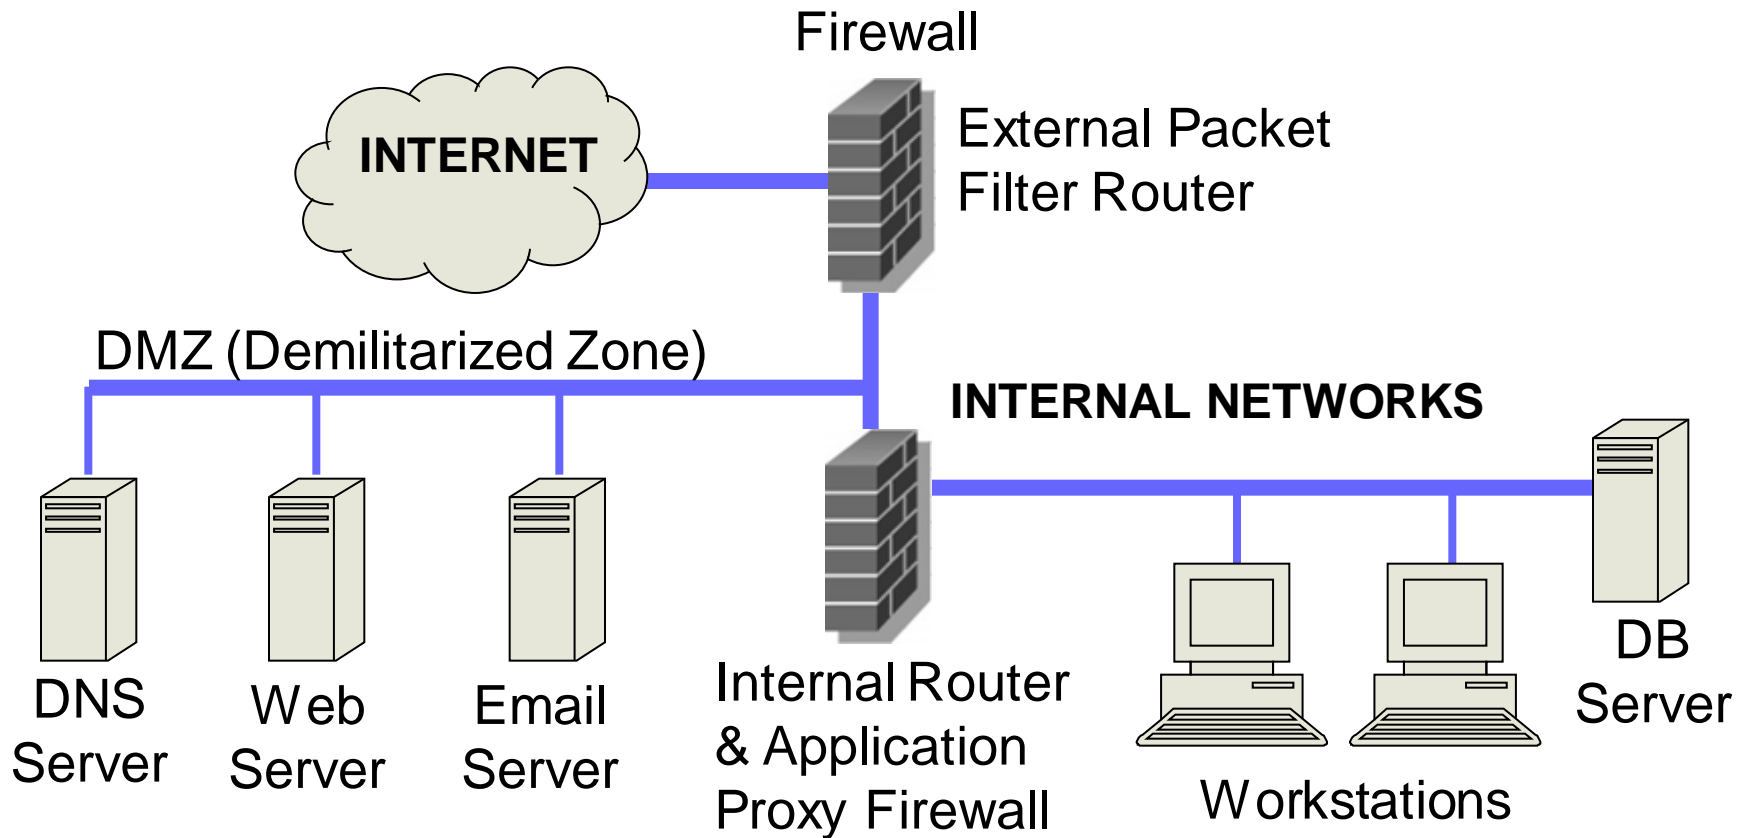 Firewall
INTERNET
External Packet
Filter Router
DMZ (Demilitarized Zone)
INTERNAL NETWORKS
DNS
Server
Web
Server
Email
Server
Internal Router
& Application
Proxy Firewall
Workstations
DB
Server